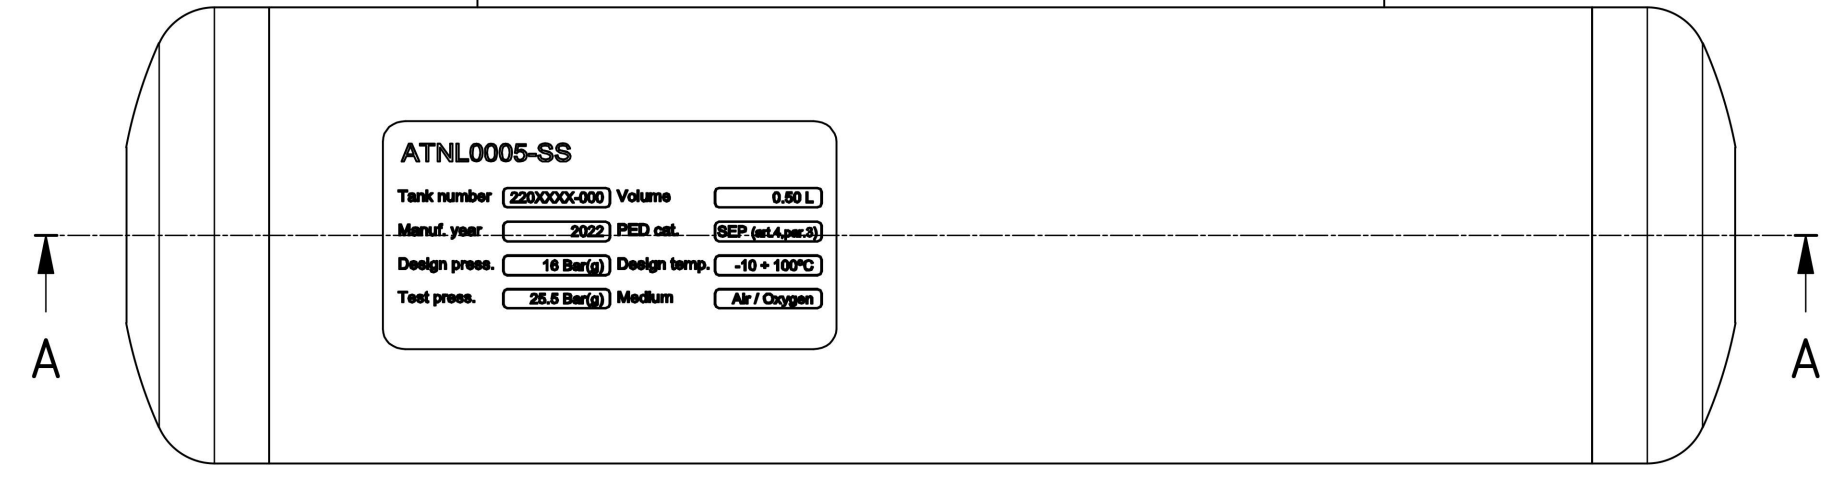 ATNL0005-SS
Tank number 220XXXX-000 Volume 0.50 L
Manuf. year 2022 PED cat. SEP (art.4,par.3)
Design press. 16 Bar(g) Design temp. -10 + 100°C
Test press. 25.5 Bar(g) Medium Air / Oxygen
A A